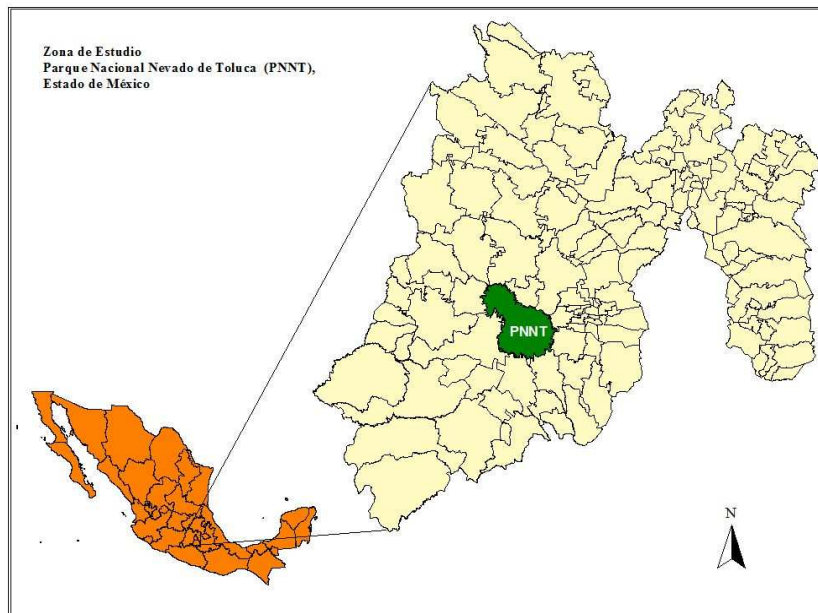 Zona de Estudio
Parque Nacional Nevado de Toluca (PNNT),
Estado de México
PNNT
N